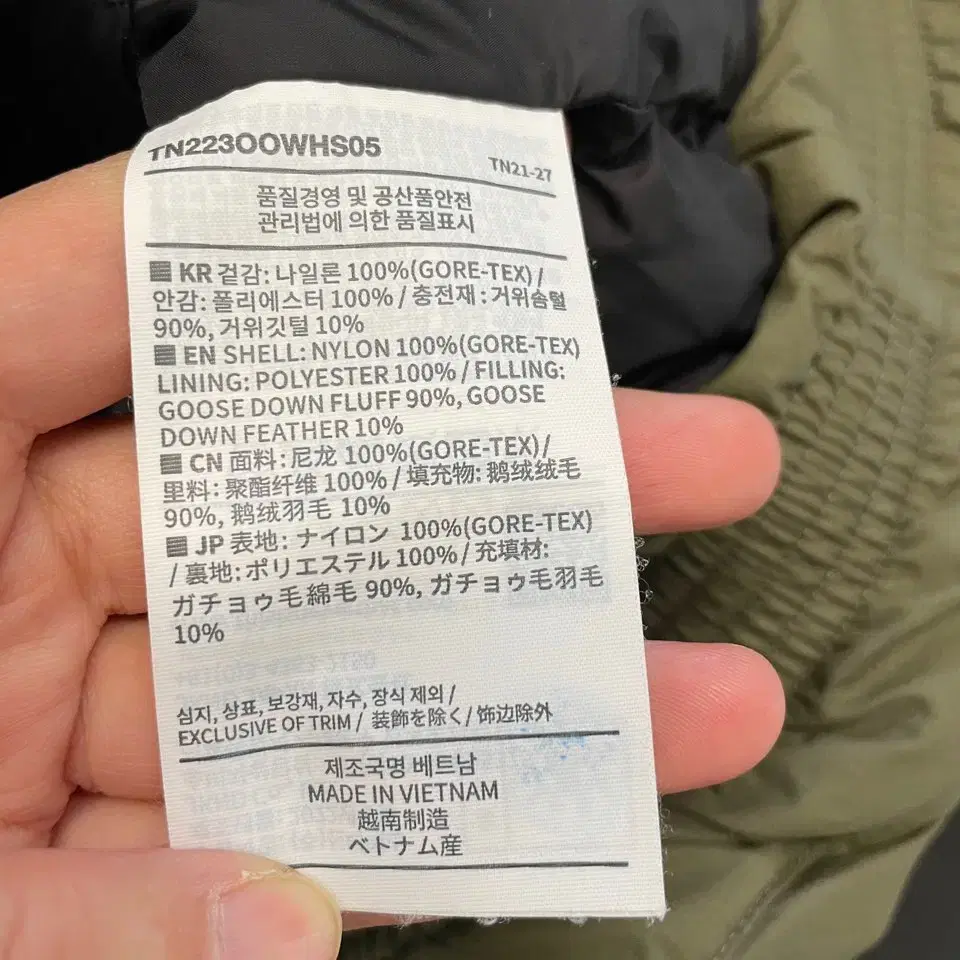 TN223OOWHS05
TN21-27
품질경영 및 공산품안전
관리법에 의한 품질표시
KR 겉감: 나일론 100%(GORE-TEX) /
안감: 폴리에스터 100% / 충전재 : 거위솜털
90%, 거위깃털 10%
EN SHELL: NYLON 100%(GORE-TEX)
LINING: POLYESTER 100% / FILLING:
GOOSE DOWN FLUFF 90%, GOOSE
DOWN FEATHER 10%
CN 面料: 尼龙 100%(GORE-TEX)/
里料: 聚酯纤维 100% / 填充物: 鹅绒绒毛
90%, 鹅绒羽毛 10%
JP 表地: ナイロン 100%(GORE-TEX)
/ 裏地: ポリエステル 100% / 充填材:
ガチョゥ毛綿毛 90%, ガチョゥ毛羽毛
10%
심지, 상표, 보강재, 자수, 장식 제외 /
EXCLUSIVE OF TRIM / 装飾を除く/ 饰边除外
제조국명 베트남
MADE IN VIETNAM
越南制造
ベトナム産